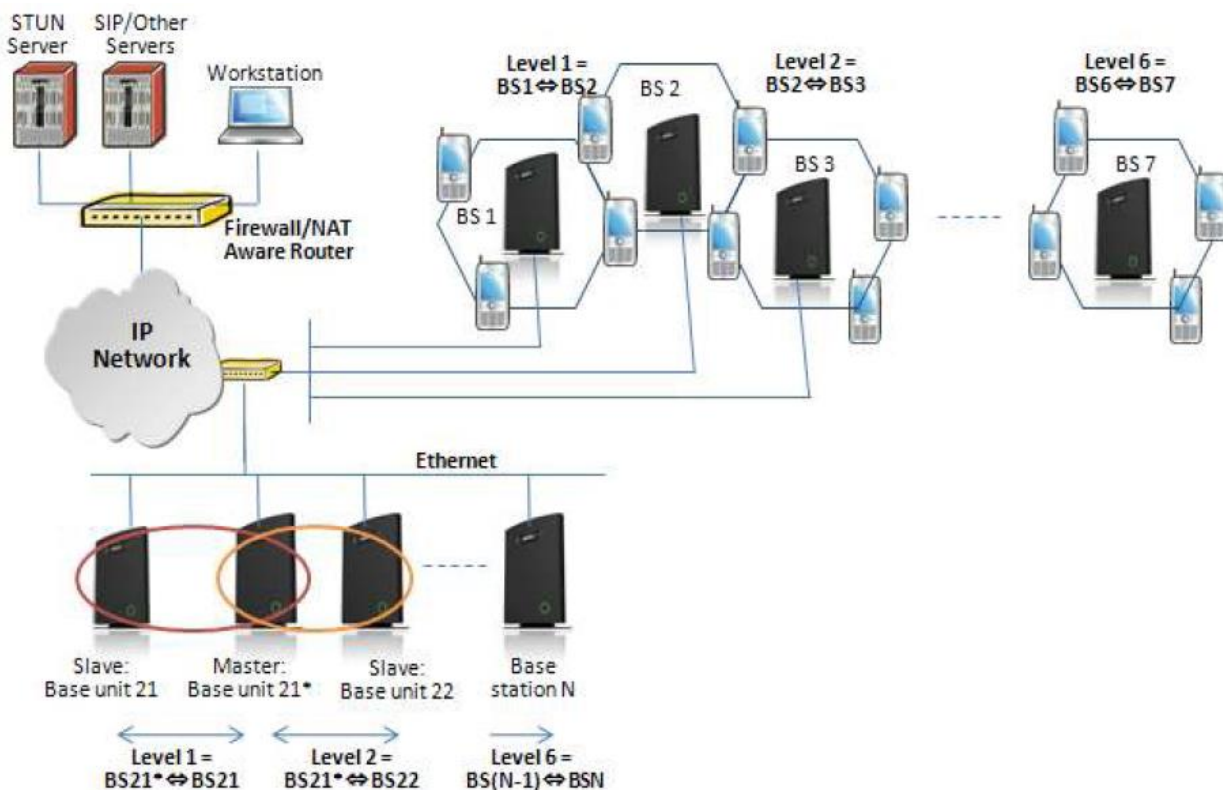 STUN
Server
SIP/Other
Servers
Workstation
Firewall/NAT
Aware Router
IP
Network
Level 1 =
BS1⇔BS2
BS 2
Level 2 =
BS2⇔BS3
Level 6 =
BS6⇔BS7
BS 1
BS 3
BS 7
Ethernet
Slave:
Base unit 21
Master:
Base unit 21*
Slave:
Base unit 22
Base
station N
Level 1 =
BS21*⇔BS21
Level 2 =
BS21*⇔BS22
Level 6 =
BS(N-1)⇔BSN